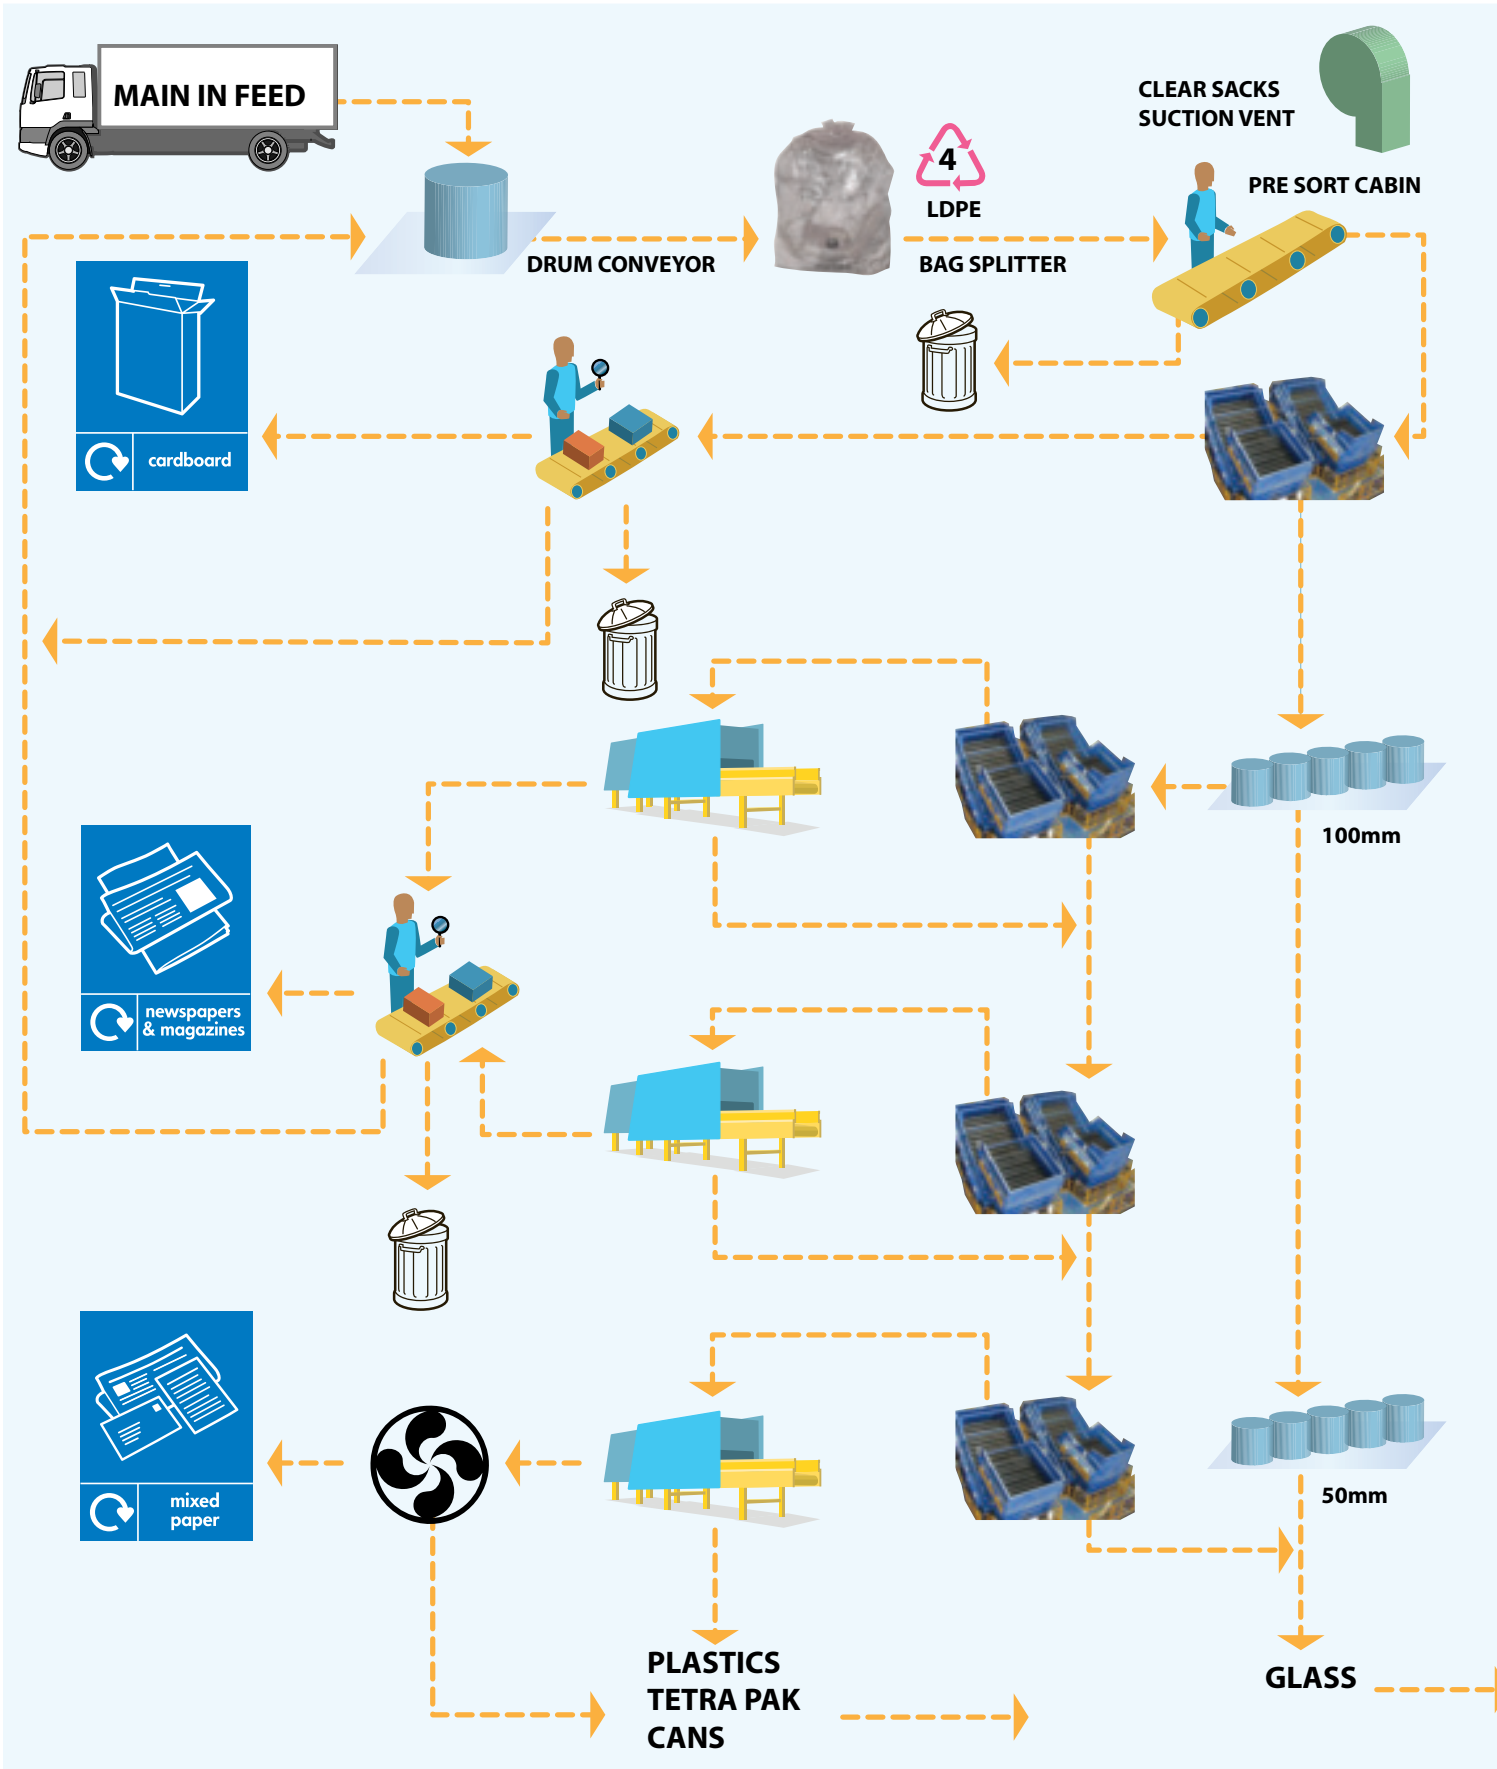 MAIN IN FEED
CLEAR SACKS
SUCTION VENT
4
LDPE
PRE SORT CABIN
DRUM CONVEYOR
BAG SPLITTER
cardboard
100mm
newspapers
& magazines
mixed
paper
50mm
PLASTICS
TETRA PAK
CANS
GLASS